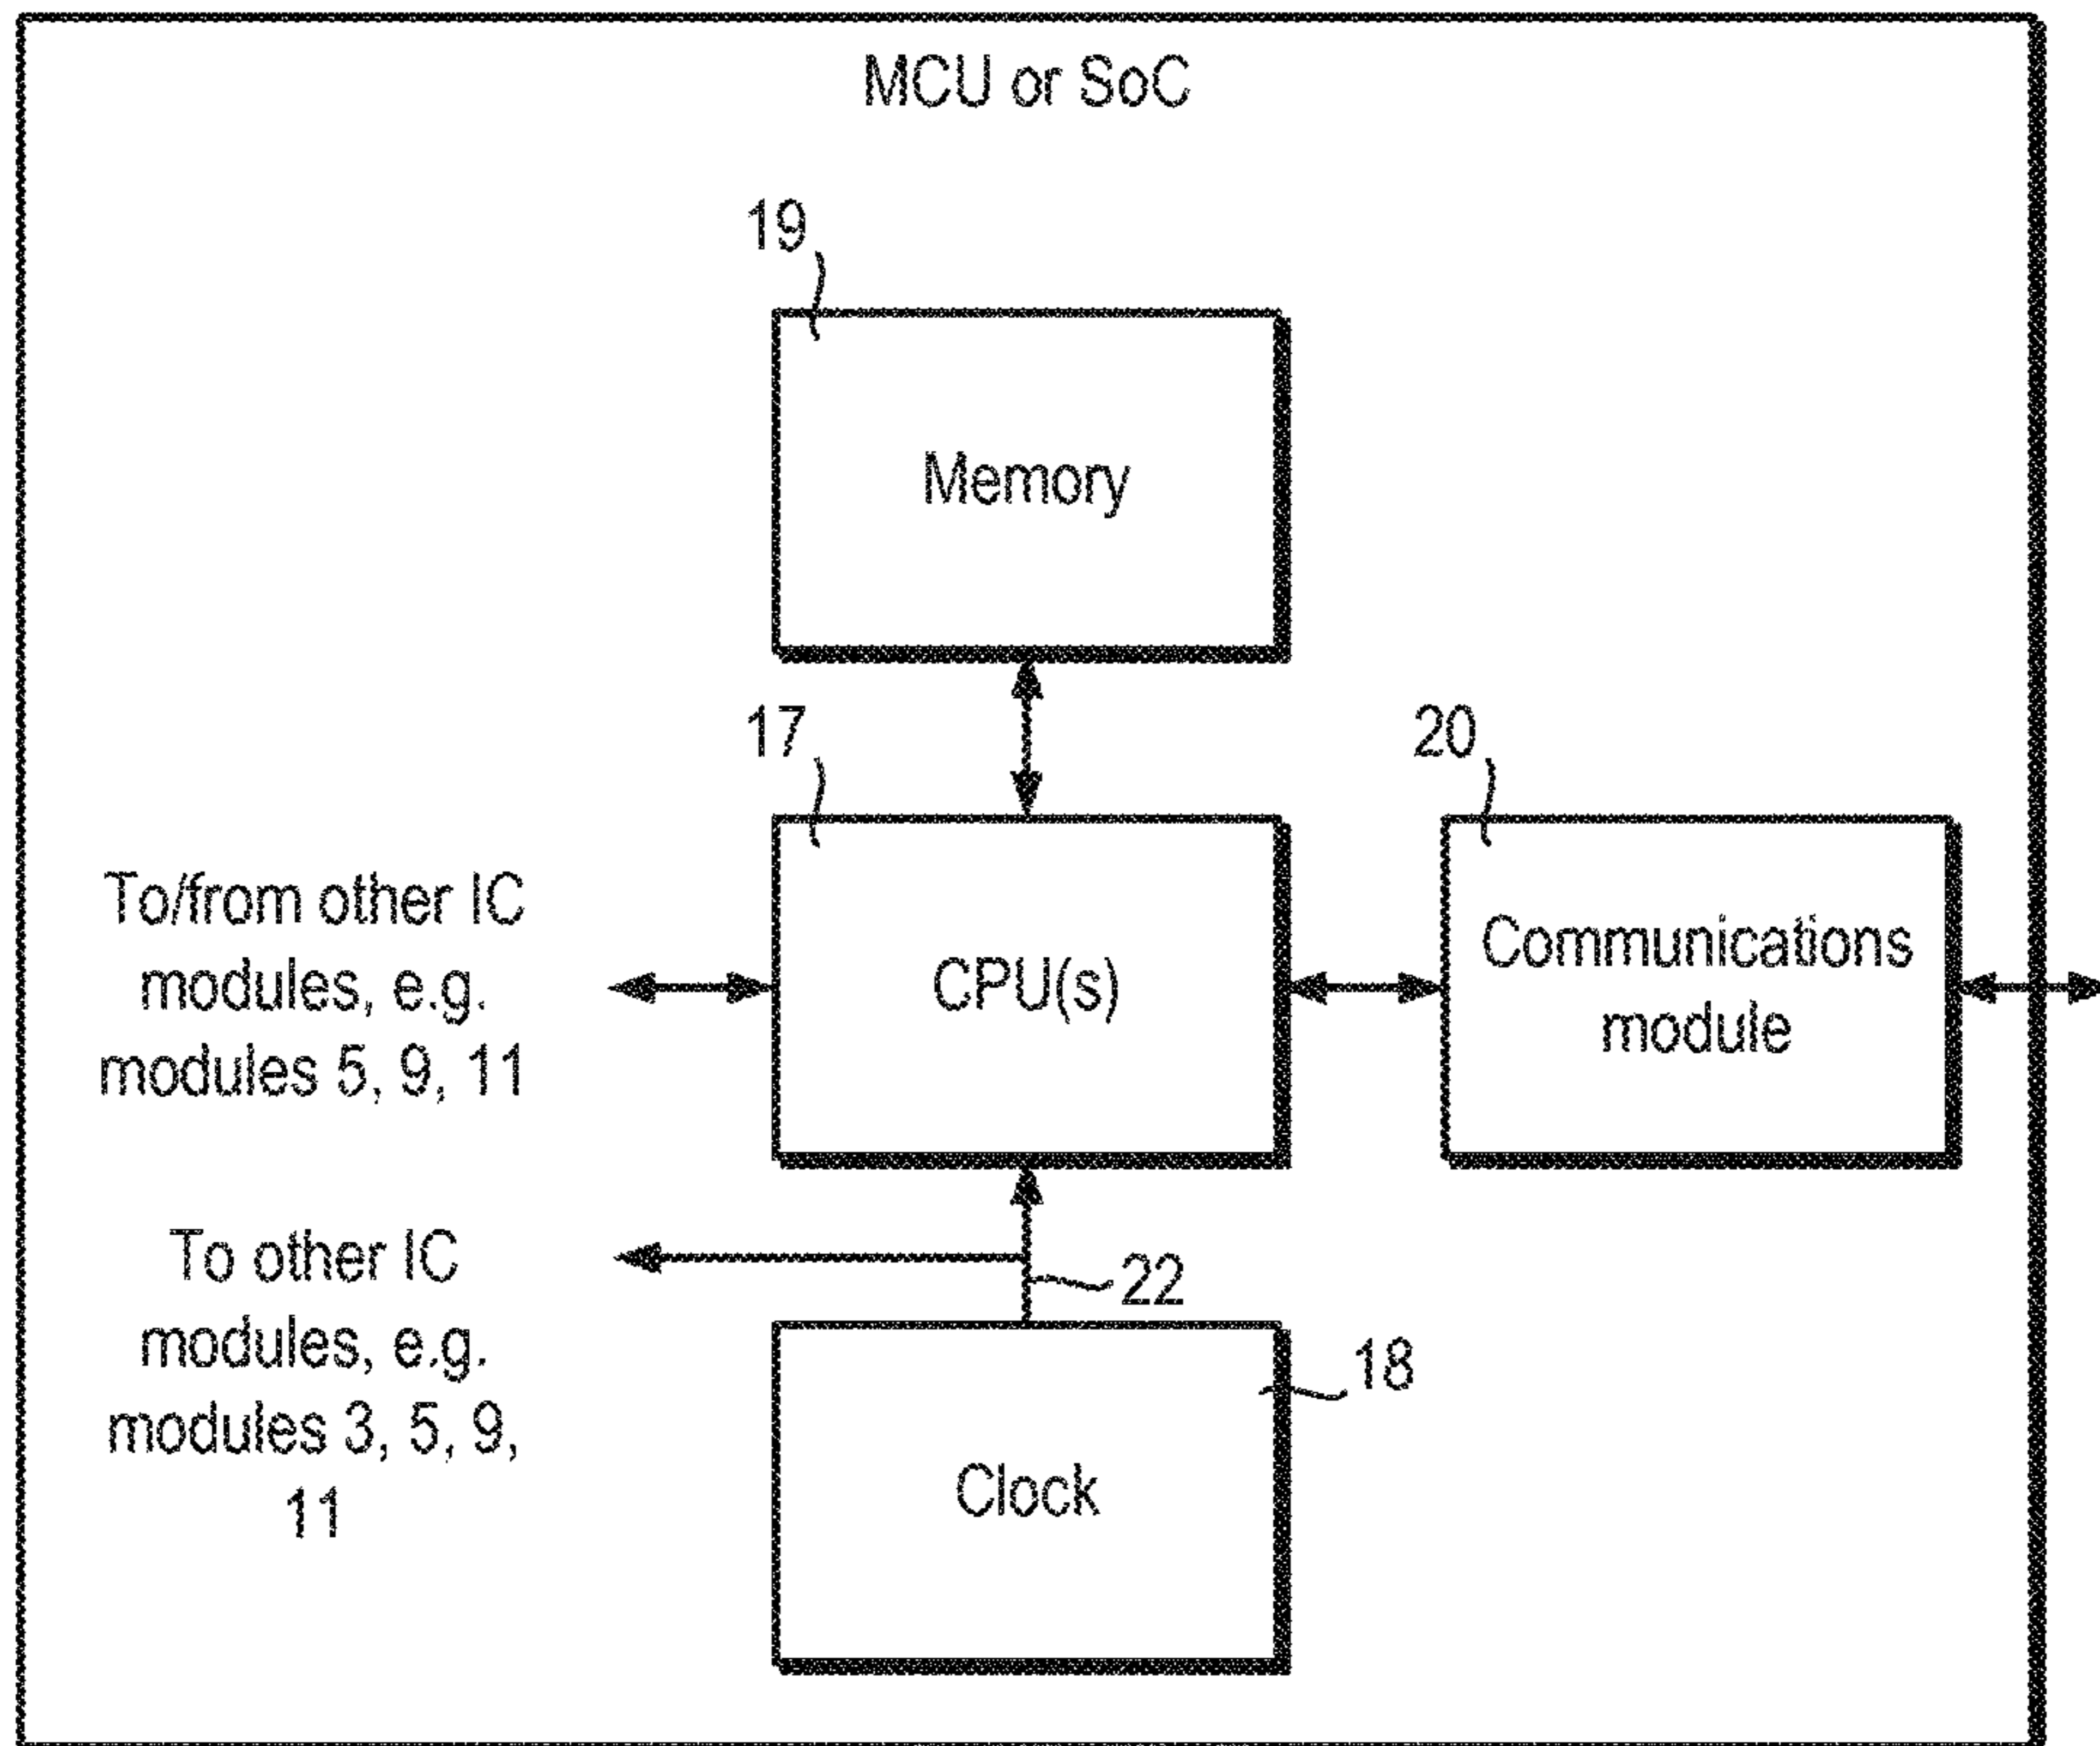 MCU or SoC
19
Memory
17
20
To/from other IC
modules, e.g.
modules 5, 9, 11
CPU(s)
Communications
module
To other IC
modules, e.g.
modules 3, 5, 9,
11
22
18
Clock